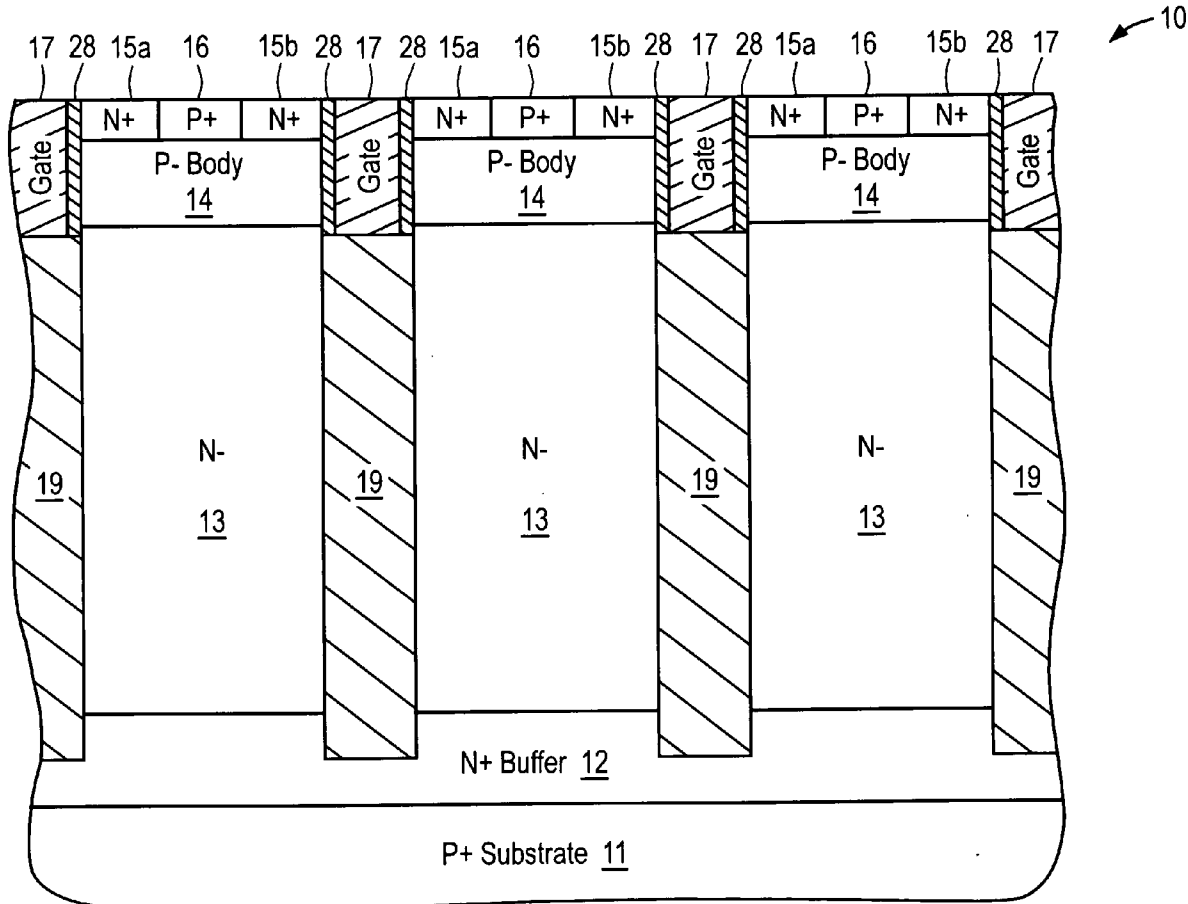 10
17 28 15a 16 15b 28 17 28 15a 16 15b 28 17 28 15a 16 15b 28 17
Gate N+ P+ N+ Gate N+ P+ N+ Gate N+ P+ N+ Gate
P- Body P- Body P- Body
14 14 14
N- N- N-
19 19 19 19
13 13 13
N+ Buffer 12
P+ Substrate 11